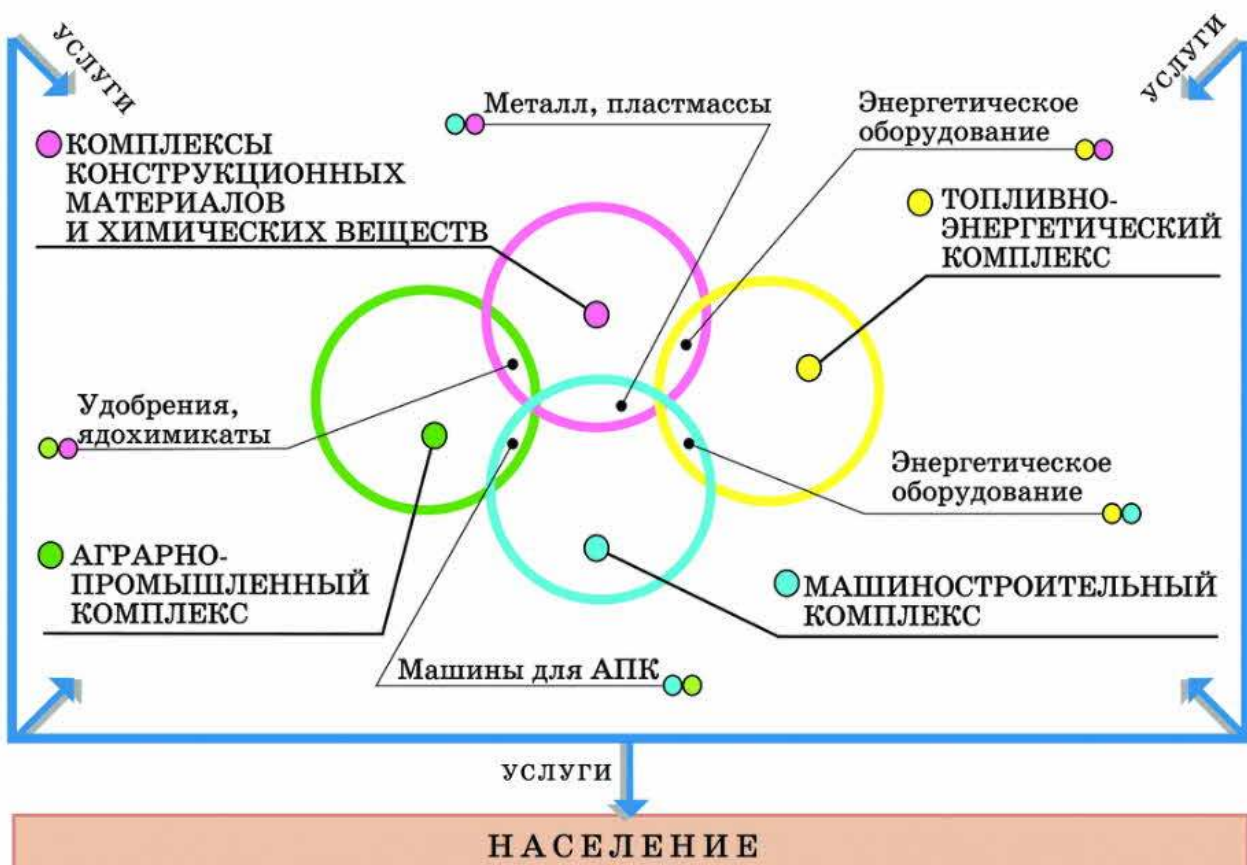 УСЛУГИ
УСЛУГИ
Металл, пластмассы
Энергетическое
оборудование
КОМПЛЕКСЫ
КОНСТРУКЦИОННЫХ
МАТЕРИАЛОВ
И ХИМИЧЕСКИХ ВЕЩЕСТВ
ТОПЛИВНО-
ЭНЕРГЕТИЧЕСКИЙ
КОМПЛЕКС
Удобрения,
ядохимикаты
Энергетическое
оборудование
АГРАРНО-
ПРОМЫШЛЕННЫЙ
КОМПЛЕКС
МАШИНОСТРОИТЕЛЬНЫЙ
КОМПЛЕКС
Машины для АПК
УСЛУГИ
НАСЕЛЕНИЕ